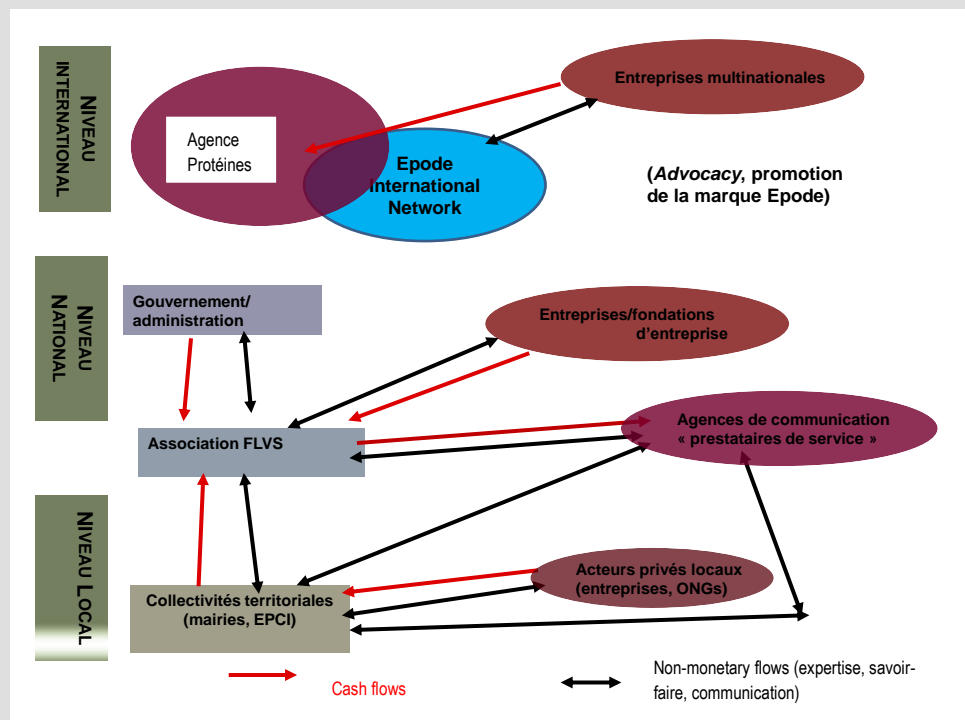 NIVEAU
INTERNATIONAL
Entreprises multinationales
Agence
Protéines
Epode
International
Network
(Advocacy, promotion
de la marque Epode)
NIVEAU
NATIONAL
Gouvernement/
administration
Entreprises/fondations
d'entreprise
Association FLVS
Agences de communication
« prestataires de service »
NIVEAU LOCAL
Acteurs privés locaux
(entreprises, ONGs)
Collectivités territoriales
(mairies, EPCI)
Cash flows
Non-monetary flows (expertise, savoir-
faire, communication)